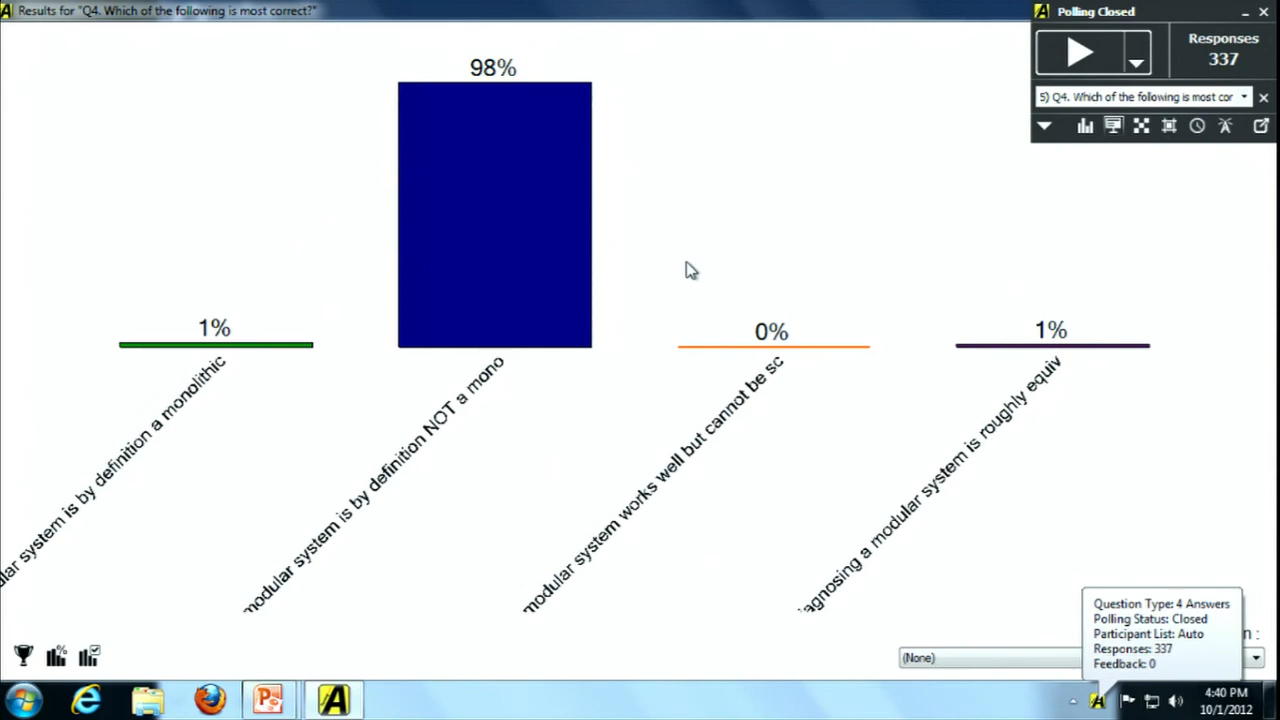 Results for "Q4. Which of the following is most correct?"
Polling Closed
Responses
337
5) Q4. Which of the following is most cor
98%
1%
0%
1%
system is by definition a monolithic
modular system is by definition NOT a mono
modular system works well but cannot be sc
agnosing a modular system is roughly equiv
Question Type: 4 Answers
Polling Status: Closed
Participant List: Auto
Responses: 337
Feedback: 0
(None)
4:40 PM
10/1/2012